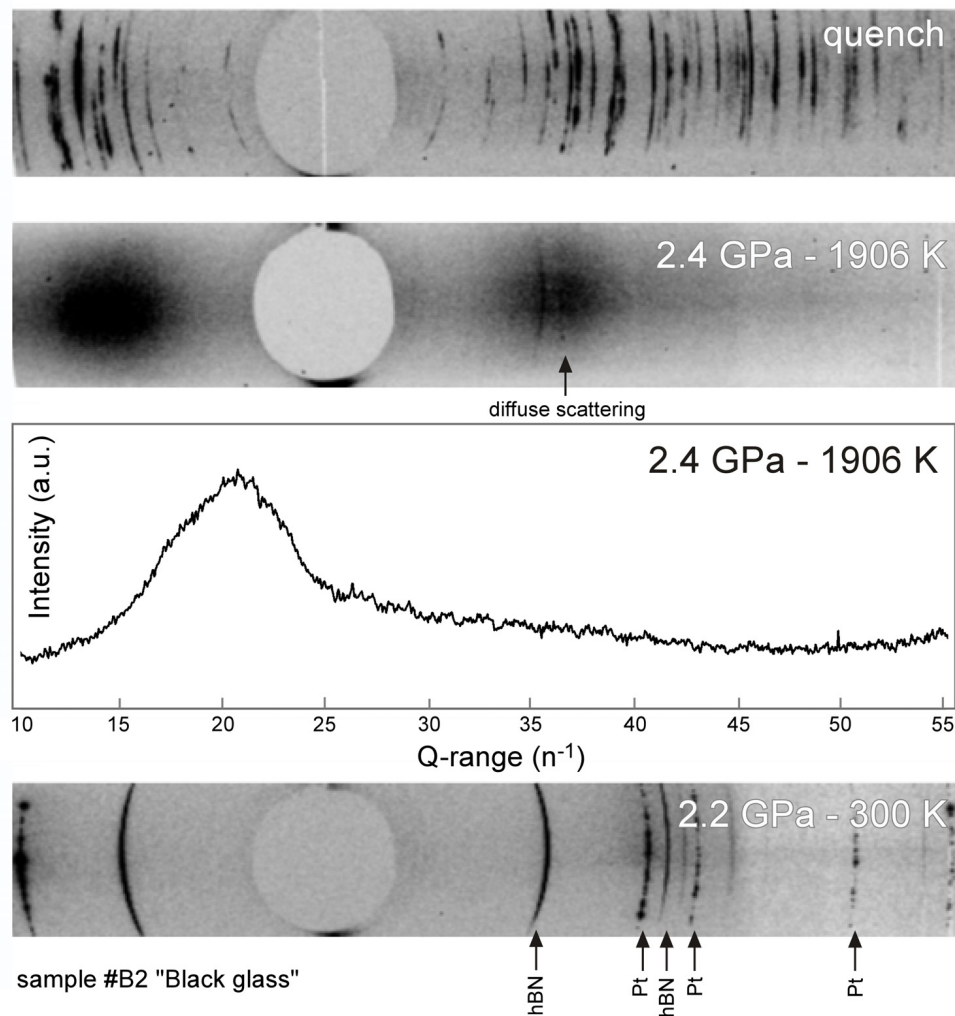 quench
2.4 GPa - 1906 K
diffuse scattering
2.4 GPa - 1906 K
Intensity (a.u.)
10 15 20 25 30 35 40 45 50 55
Q-range (n⁻¹)
2.2 GPa - 300 K
hBN Pt hBN Pt Pt
sample #B2 "Black glass"